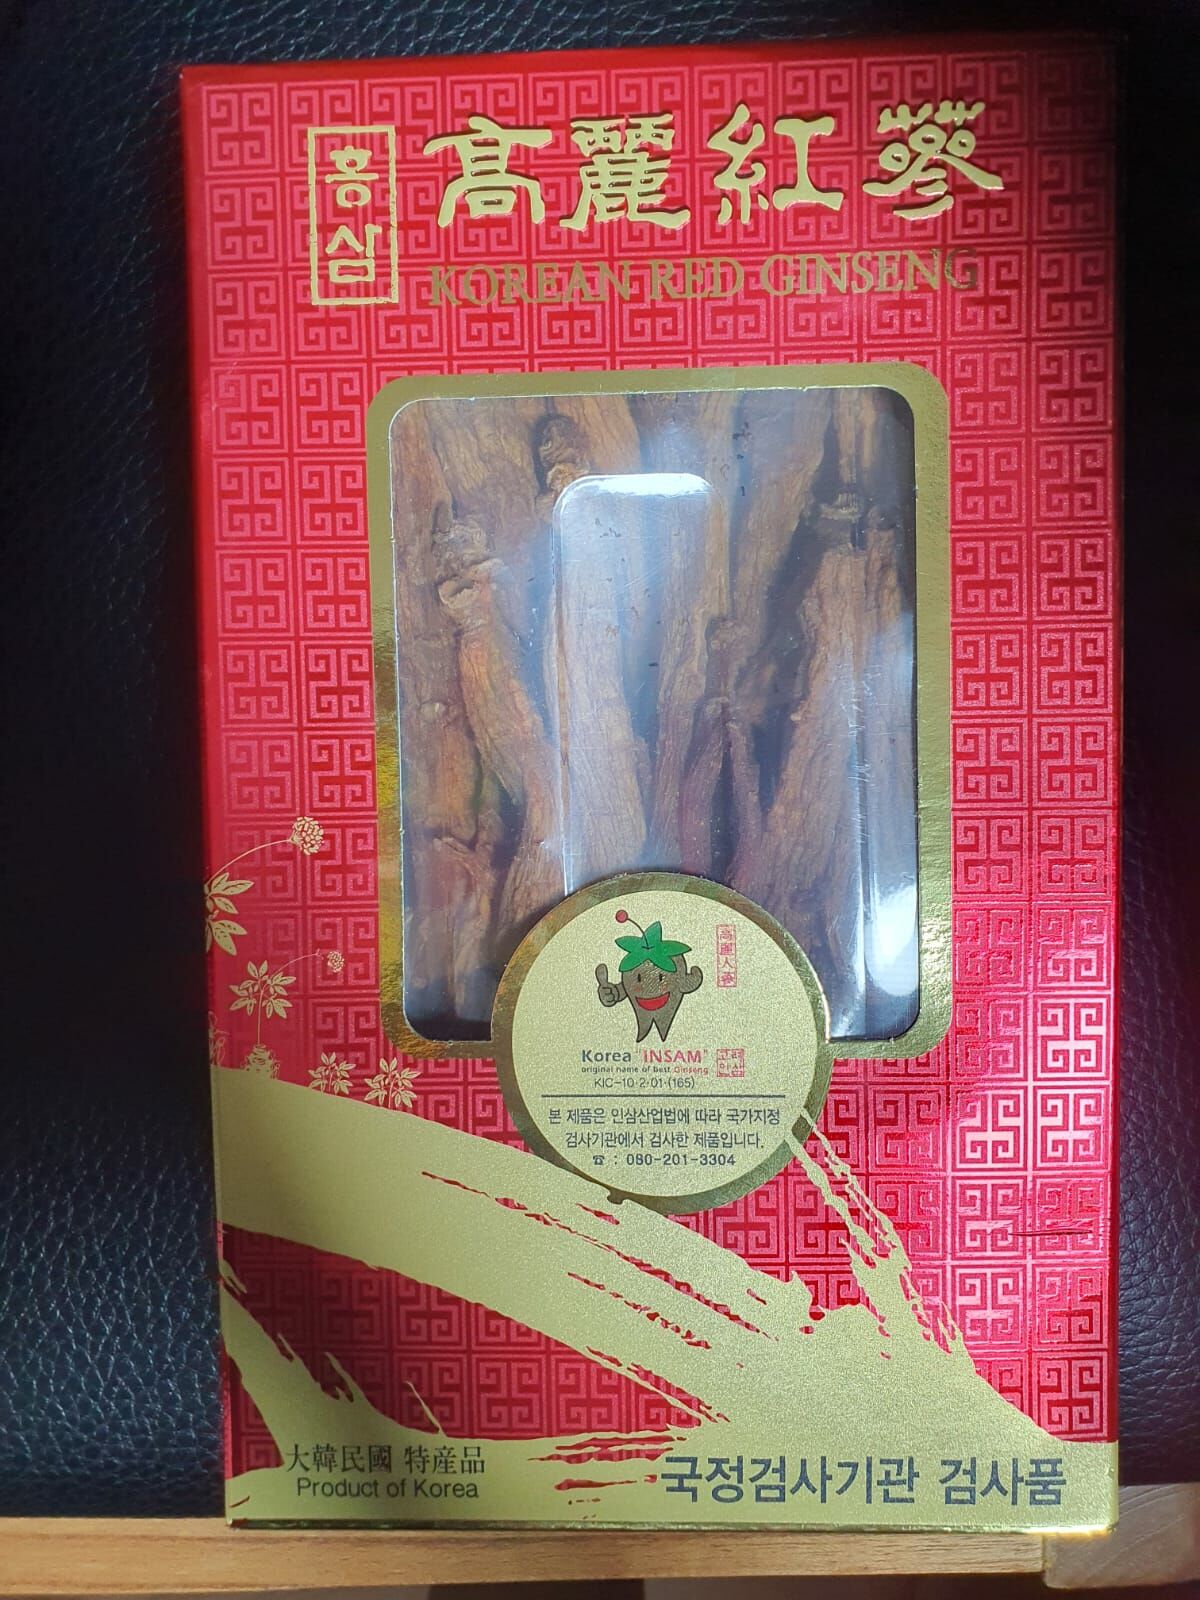 홍삼
高麗紅蔘
KOREAN RED GINSENG
高麗人蔘
Korea "INSAM"
original name of best Ginseng
고려인삼
KIC-10-2-01-(165)
본 제품은 인삼산업법에 따라 국가지정
검사기관에서 검사한 제품입니다.
☎ : 080-201-3304
大韓民國 特産品
Product of Korea
국정검사기관 검사품